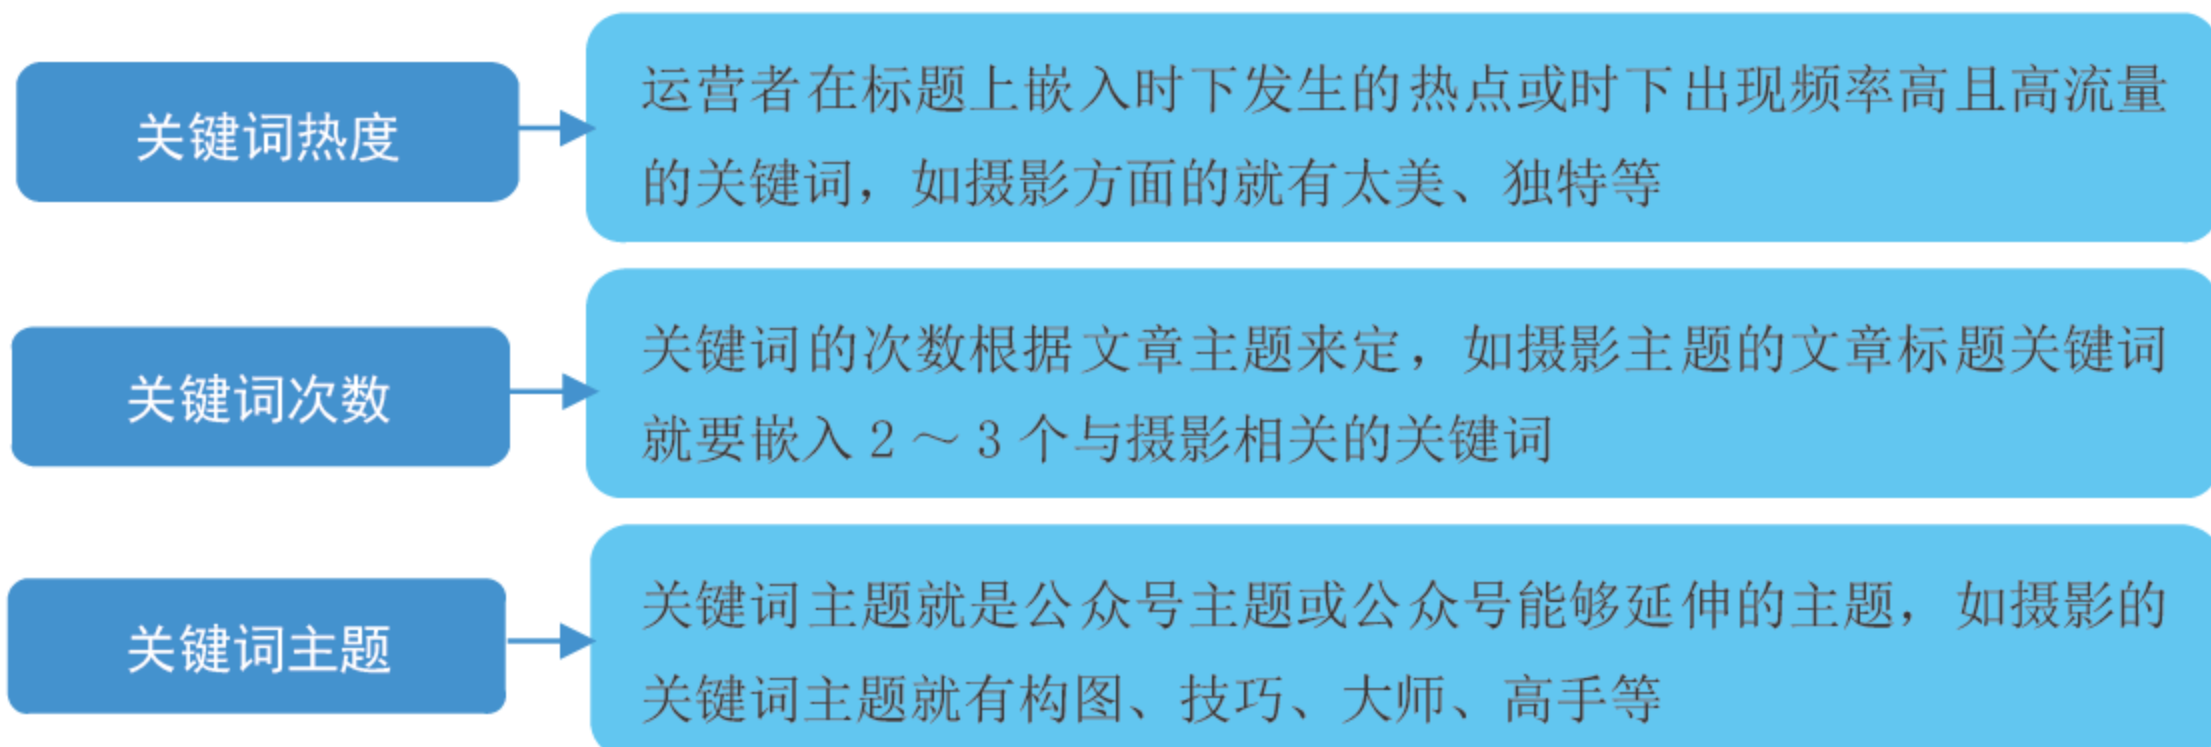 关键词热度
运营者在标题上嵌入时下发生的热点或时下出现频率高且高流量
的关键词，如摄影方面的就有太美、独特等
关键词次数
关键词的次数根据文章主题来定，如摄影主题的文章标题关键词
就要嵌入 2 ～ 3 个与摄影相关的关键词
关键词主题
关键词主题就是公众号主题或公众号能够延伸的主题，如摄影的
关键词主题就有构图、技巧、大师、高手等